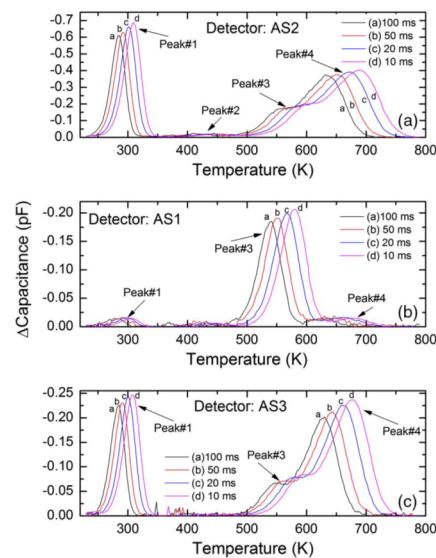 Detector: AS2
Peak#1
Peak#2
Peak#3
Peak#4
a b c d
a b c d
(a)100 ms
(b) 50 ms
(c) 20 ms
(d) 10 ms
-0.7
-0.6
-0.5
-0.4
-0.3
-0.2
-0.1
-0.0
300 400 500 600 700 800
(a)
Temperature (K)
Detector: AS1
Peak#1
Peak#3
Peak#4
a b c d
(a)100 ms
(b) 50 ms
(c) 20 ms
(d) 10 ms
-0.20
-0.15
-0.10
-0.05
0.00
300 400 500 600 700 800
(b)
ΔCapacitance (pF)
Temperature (K)
Detector: AS3
Peak#1
Peak#3
Peak#4
a b c d
a b c d
(a)100 ms
(b) 50 ms
(c) 20 ms
(d) 10 ms
-0.25
-0.20
-0.15
-0.10
-0.05
0.00
300 400 500 600 700 800
(c)
Temperature (K)